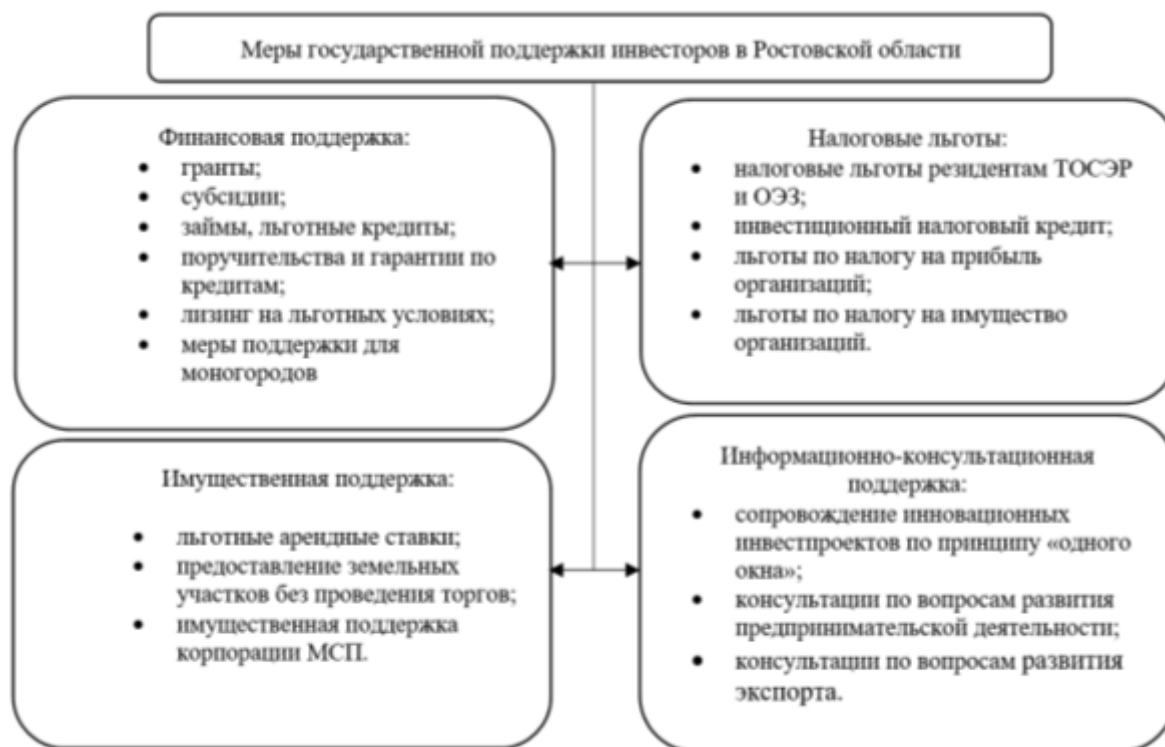 Меры государственной поддержки инвесторов в Ростовской области
Финансовая поддержка:
• гранты;
• субсидии;
• займы, льготные кредиты;
• поручительства и гарантии по
кредитам;
• лизинг на льготных условиях;
• меры поддержки для
моногородов
Налоговые льготы:
• налоговые льготы резидентам ТОСЭР
и ОЭЗ;
• инвестиционный налоговый кредит;
• льготы по налогу на прибыль
организаций;
• льготы по налогу на имущество
организаций.
Имущественная поддержка:
• льготные арендные ставки;
• предоставление земельных
участков без проведения торгов;
• имущественная поддержка
корпорации МСП.
Информационно-консультационная
поддержка:
• сопровождение инновационных
инвестпроектов по принципу «одного
окна»;
• консультации по вопросам развития
предпринимательской деятельности;
• консультации по вопросам развития
экспорта.